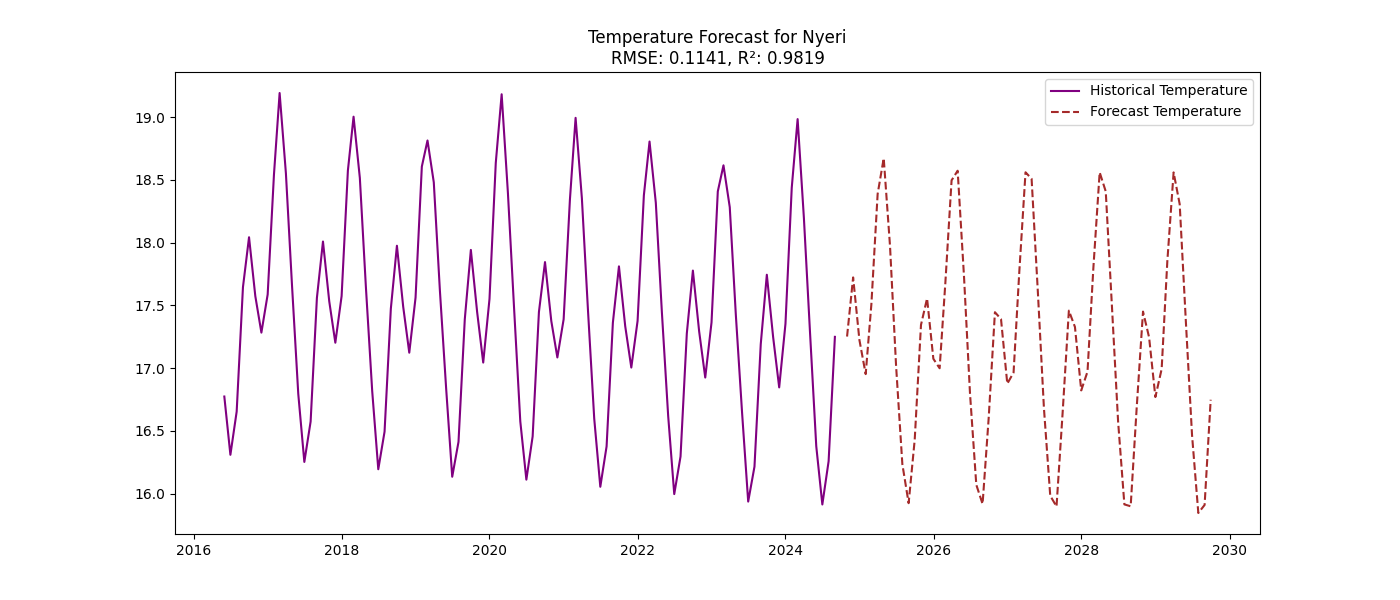 Temperature Forecast for Nyeri
RMSE: 0.1141, R²: 0.9819
Historical Temperature
Forecast Temperature
19.0
18.5
18.0
17.5
17.0
16.5
16.0
2016 2018 2020 2022 2024 2026 2028 2030